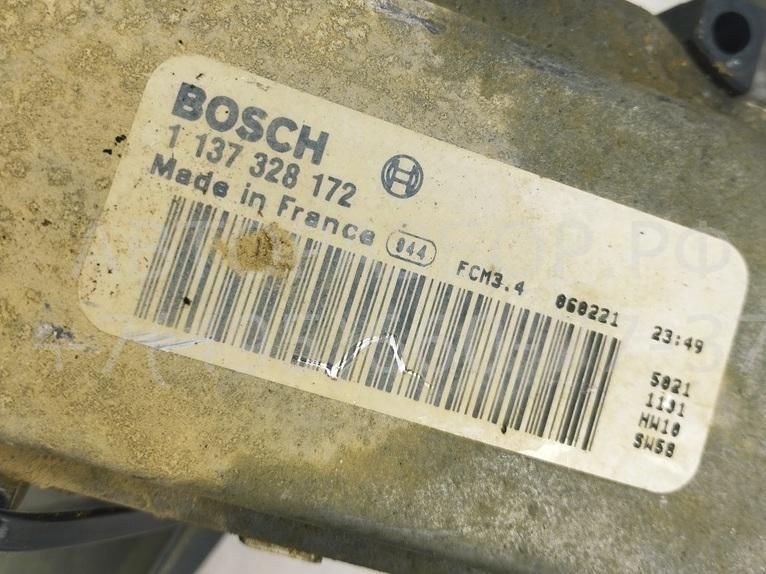 BOSCH
1 137 328 172
Made in France 044
FCM3.4 060221 23:49
5021
1131
HW10
SW58